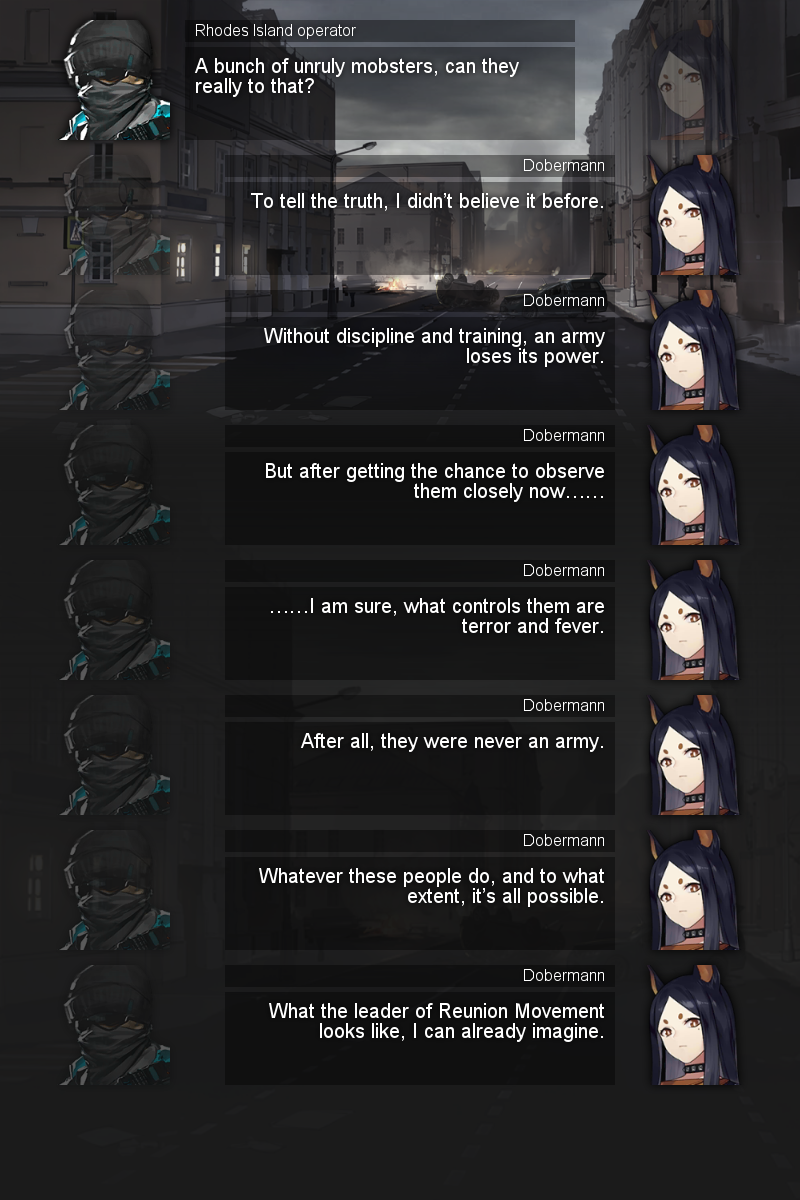 Rhodes Island operator
A bunch of unruly mobsters, can they
really to that?
Dobermann
To tell the truth, I didn’t believe it before.
Dobermann
Without discipline and training, an army
loses its power.
Dobermann
But after getting the chance to observe
them closely now……
Dobermann
……I am sure, what controls them are
terror and fever.
Dobermann
After all, they were never an army.
Dobermann
Whatever these people do, and to what
extent, it’s all possible.
Dobermann
What the leader of Reunion Movement
looks like, I can already imagine.